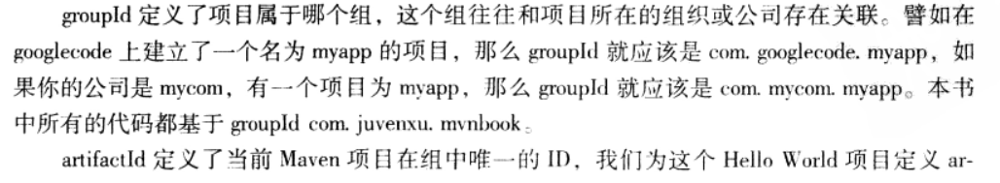 groupId 定义了项目属于哪个组，这个组往往和项目所在的组织或公司存在关联。譬如在
googlecode 上建立了一个名为 myapp 的项目，那么 groupId 就应该是 com. googlecode. myapp，如
果你的公司是 mycom，有一个项目为 myapp，那么 groupId 就应该是 com. mycom. myapp。本书
中所有的代码都基于 groupId com. juvenxu. mvnbook。
artifactId 定义了当前 Maven 项目在组中唯一的 ID，我们为这个 Hello World 项目定义 ar-